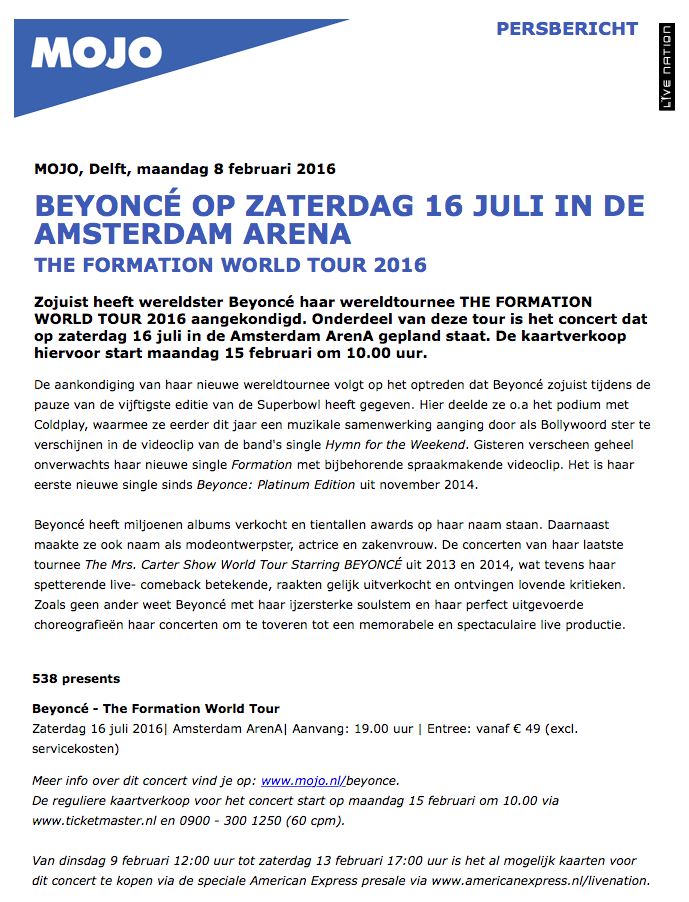 PERSBERICHT
MOJO
LIVE NATION
MOJO, Delft, maandag 8 februari 2016
BEYONCÉ OP ZATERDAG 16 JULI IN DE
AMSTERDAM ARENA
THE FORMATION WORLD TOUR 2016
Zojuist heeft wereldster Beyoncé haar wereldtournee THE FORMATION
WORLD TOUR 2016 aangekondigd. Onderdeel van deze tour is het concert dat
op zaterdag 16 juli in de Amsterdam ArenA gepland staat. De kaartverkoop
hiervoor start maandag 15 februari om 10.00 uur.
De aankondiging van haar nieuwe wereldtournee volgt op het optreden dat Beyoncé zojuist tijdens de
pauze van de vijftigste editie van de Superbowl heeft gegeven. Hier deelde ze o.a het podium met
Coldplay, waarmee ze eerder dit jaar een muzikale samenwerking aanging door als Bollywoord ster te
verschijnen in de videoclip van de band's single Hymn for the Weekend. Gisteren verscheen geheel
onverwachts haar nieuwe single Formation met bijbehorende spraakmakende videoclip. Het is haar
eerste nieuwe single sinds Beyonce: Platinum Edition uit november 2014.
Beyoncé heeft miljoenen albums verkocht en tientallen awards op haar naam staan. Daarnaast
maakte ze ook naam als modeontwerpster, actrice en zakenvrouw. De concerten van haar laatste
tournee The Mrs. Carter Show World Tour Starring BEYONCÉ uit 2013 en 2014, wat tevens haar
spetterende live- comeback betekende, raakten gelijk uitverkocht en ontvingen lovende kritieken.
Zoals geen ander weet Beyoncé met haar ijzersterke soulstem en haar perfect uitgevoerde
choreografieën haar concerten om te toveren tot een memorabele en spectaculaire live productie.
538 presents
Beyoncé - The Formation World Tour
Zaterdag 16 juli 2016| Amsterdam ArenA| Aanvang: 19.00 uur | Entree: vanaf € 49 (excl.
servicekosten)
Meer info over dit concert vind je op: www.mojo.nl/beyonce.
De reguliere kaartverkoop voor het concert start op maandag 15 februari om 10.00 via
www.ticketmaster.nl en 0900 - 300 1250 (60 cpm).
Van dinsdag 9 februari 12:00 uur tot zaterdag 13 februari 17:00 uur is het al mogelijk kaarten voor
dit concert te kopen via de speciale American Express presale via www.americanexpress.nl/livenation.